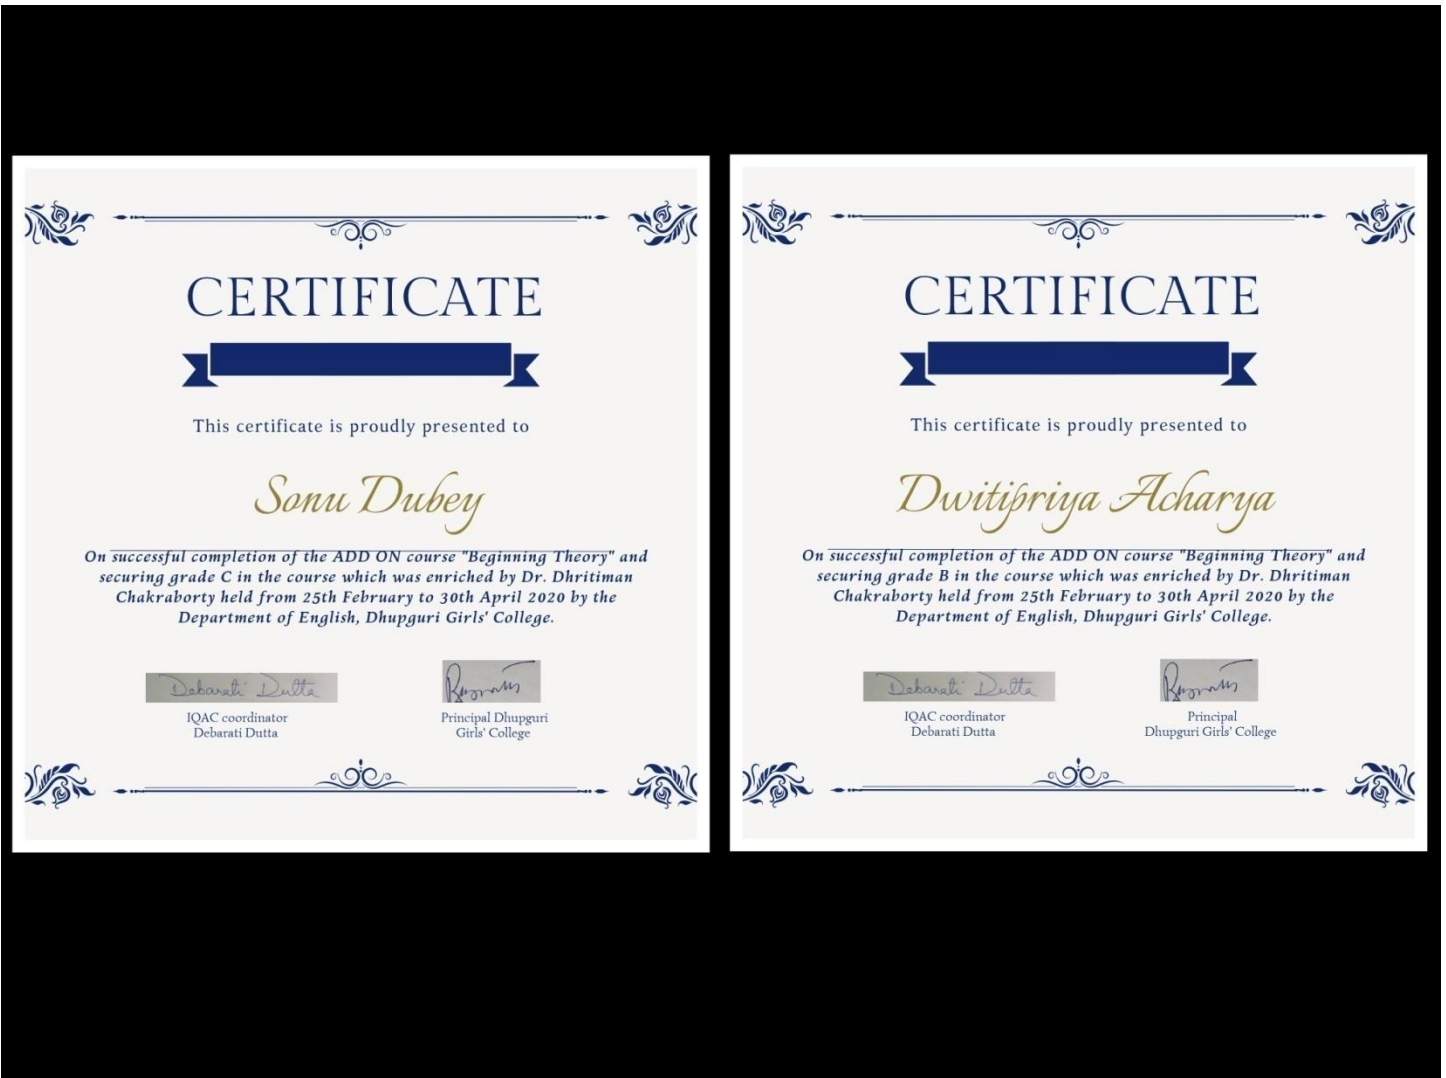 CERTIFICATE
This certificate is proudly presented to
Sonu Dubey
On successful completion of the ADD ON course "Beginning Theory" and
securing grade C in the course which was enriched by Dr. Dhritiman
Chakraborty held from 25th February to 30th April 2020 by the
Department of English, Dhupguri Girls' College.
Debarati Dutta
IQAC coordinator
Debarati Dutta
Principal Dhupguri
Girls' College
CERTIFICATE
This certificate is proudly presented to
Dwitipriya Acharya
On successful completion of the ADD ON course "Beginning Theory" and
securing grade B in the course which was enriched by Dr. Dhritiman
Chakraborty held from 25th February to 30th April 2020 by the
Department of English, Dhupguri Girls' College.
Debarati Dutta
IQAC coordinator
Debarati Dutta
Principal
Dhupguri Girls' College